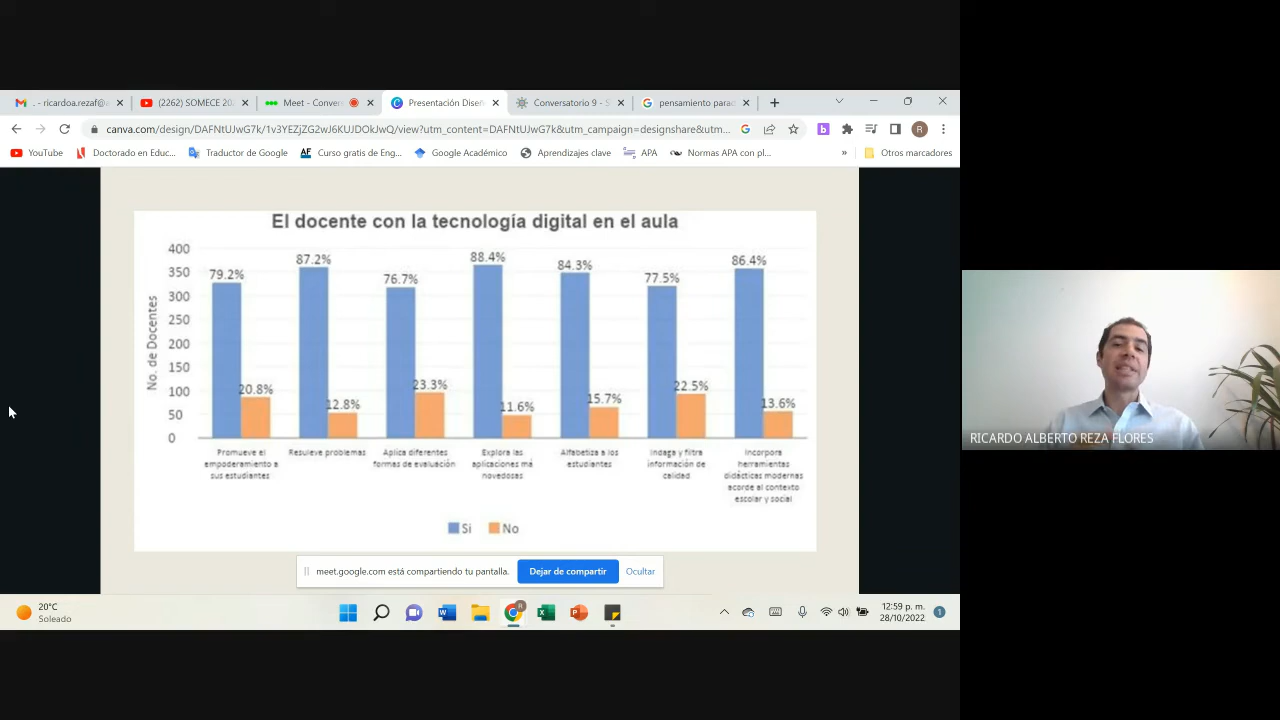 . - ricardoa.rezaf@
(2262) SOMECE 20
Meet - Conver
Presentación Dise
Conversatorio 9 - S
pensamiento para
canva.com/design/DAFNtUJwG7k/1v3YEZjZG2wJ6KUJDOkJwQ/view?utm_content=DAFNtUJwG7k&utm_campaign=designshare&utm...
R
YouTube
Doctorado en Educ...
Traductor de Google
AF Curso gratis de Eng...
Google Académico
Aprendizajes clave
APA
Normas APA con pl...
»
Otros marcadores
El docente con la tecnología digital en el aula
No. de Docentes
400
350
300
250
200
150
100
50
0
79.2%
20.8%
87.2%
12.8%
76.7%
23.3%
88.4%
11.6%
84.3%
15.7%
77.5%
22.5%
86.4%
13.6%
Promueve el
empoderamiento a
sus estudiantes
Resuelve problemas
Aplica diferentes
formas de evaluación
Explora las
aplicaciones má
novedosas
Alfabetiza a los
estudiantes
Indaga y filtra
información de
calidad
Incorpora
herramientas
didácticas modernas
acorde al contexto
escolar y social
Si
No
meet.google.com está compartiendo tu pantalla.
Dejar de compartir
Ocultar
20°C
Soleado
12:59 p. m.
28/10/2022
1
RICARDO ALBERTO REZA FLORES